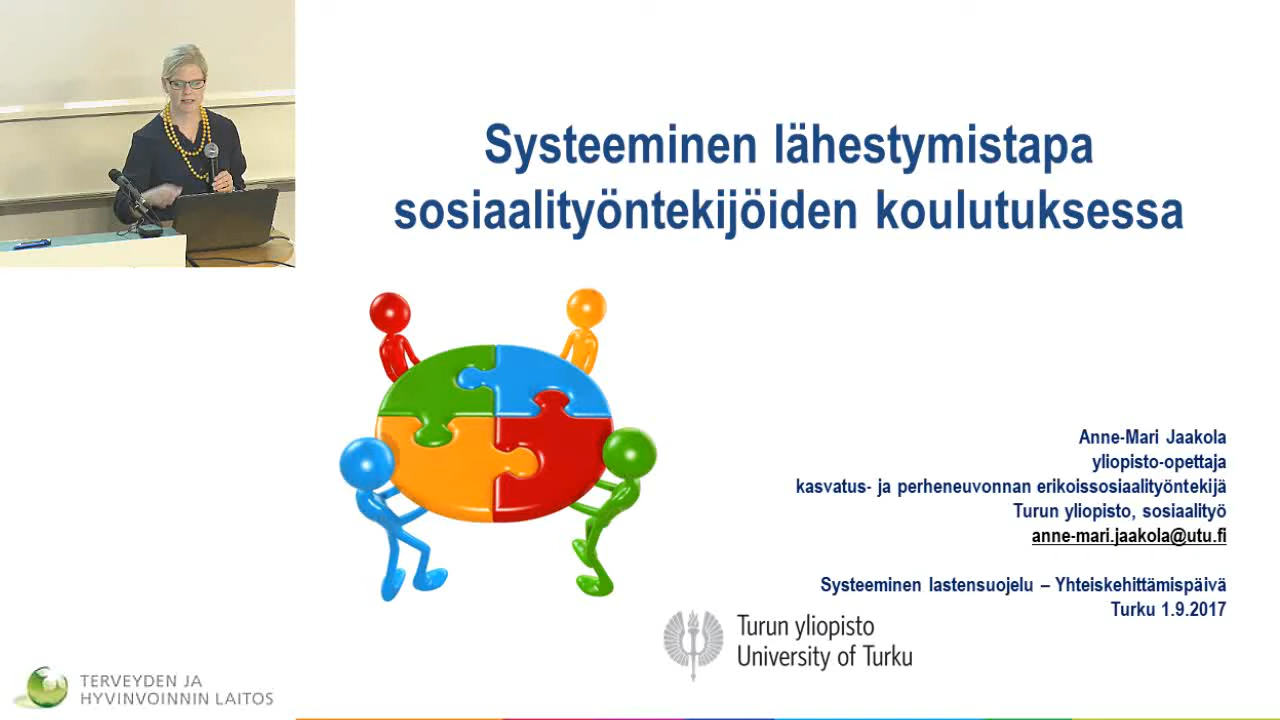 Systeeminen lähestymistapa
sosiaalityöntekijöiden koulutuksessa
Anne-Mari Jaakola
yliopisto-opettaja
kasvatus- ja perheneuvonnan erikoissosiaalityöntekijä
Turun yliopisto, sosiaalityö
anne-mari.jaakola@utu.fi
Systeeminen lastensuojelu – Yhteiskehittämispäivä
Turku 1.9.2017
Turun yliopisto
University of Turku
TERVEYDEN JA
HYVINVOINNIN LAITOS